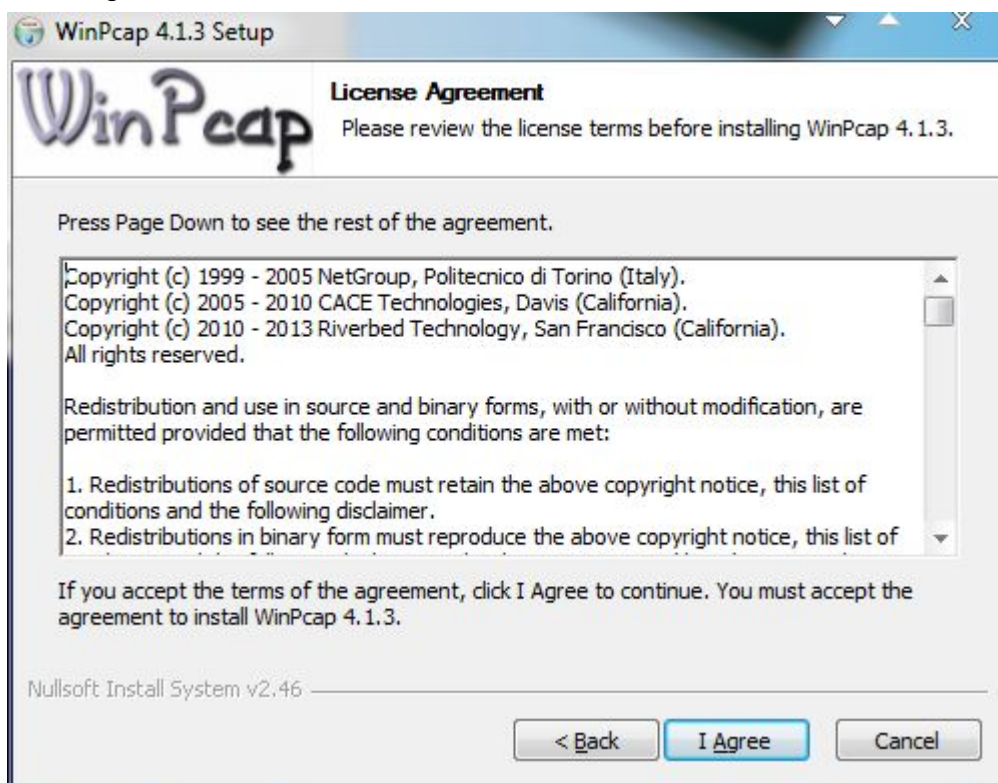 WinPcap 4.1.3 Setup
WinPcap
License Agreement
Please review the license terms before installing WinPcap 4.1.3.
Press Page Down to see the rest of the agreement.
Copyright (c) 1999 - 2005 NetGroup, Politecnico di Torino (Italy).
Copyright (c) 2005 - 2010 CACE Technologies, Davis (California).
Copyright (c) 2010 - 2013 Riverbed Technology, San Francisco (California).
All rights reserved.
Redistribution and use in source and binary forms, with or without modification, are
permitted provided that the following conditions are met:
1. Redistributions of source code must retain the above copyright notice, this list of
conditions and the following disclaimer.
2. Redistributions in binary form must reproduce the above copyright notice, this list of
If you accept the terms of the agreement, click I Agree to continue. You must accept the
agreement to install WinPcap 4.1.3.
Nullsoft Install System v2.46
< Back
I Agree
Cancel